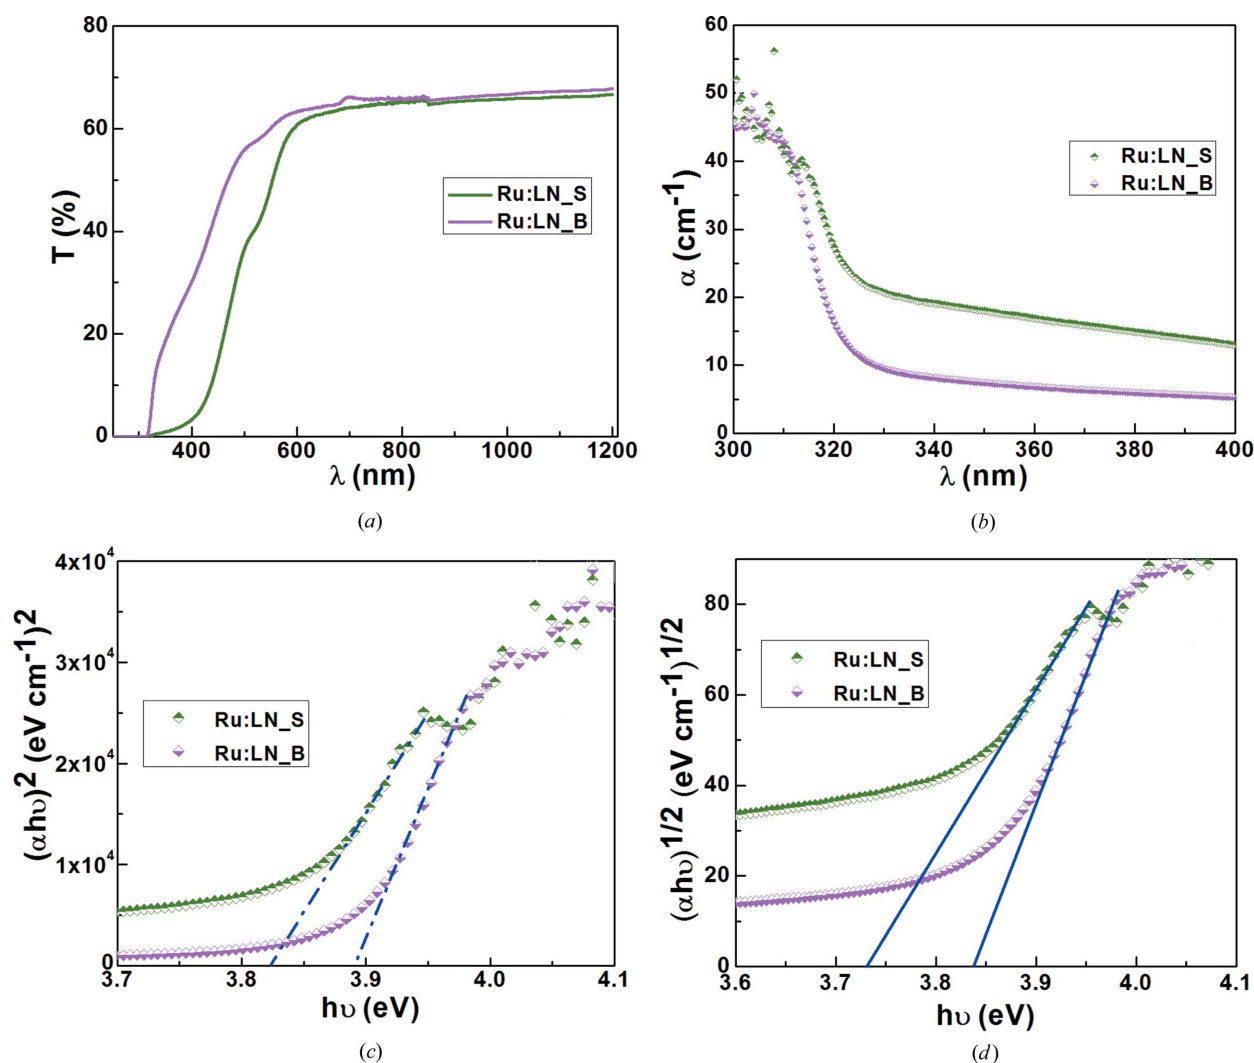 80
60
40
20
0
T (%)
Ru:LN_S
Ru:LN_B
400 600 800 1000 1200
λ (nm)
(a)
60
50
40
30
20
10
0
α (cm-1)
Ru:LN_S
Ru:LN_B
300 320 340 360 380 400
λ (nm)
(b)
4x10⁴
3x10⁴
2x10⁴
1x10⁴
0
(αhυ)² (eV cm-1)²
Ru:LN_S
Ru:LN_B
3.7 3.8 3.9 4.0 4.1
hυ (eV)
(c)
80
60
40
20
0
(αhυ)1/2 (eV cm-1)1/2
Ru:LN_S
Ru:LN_B
3.6 3.7 3.8 3.9 4.0 4.1
hυ (eV)
(d)